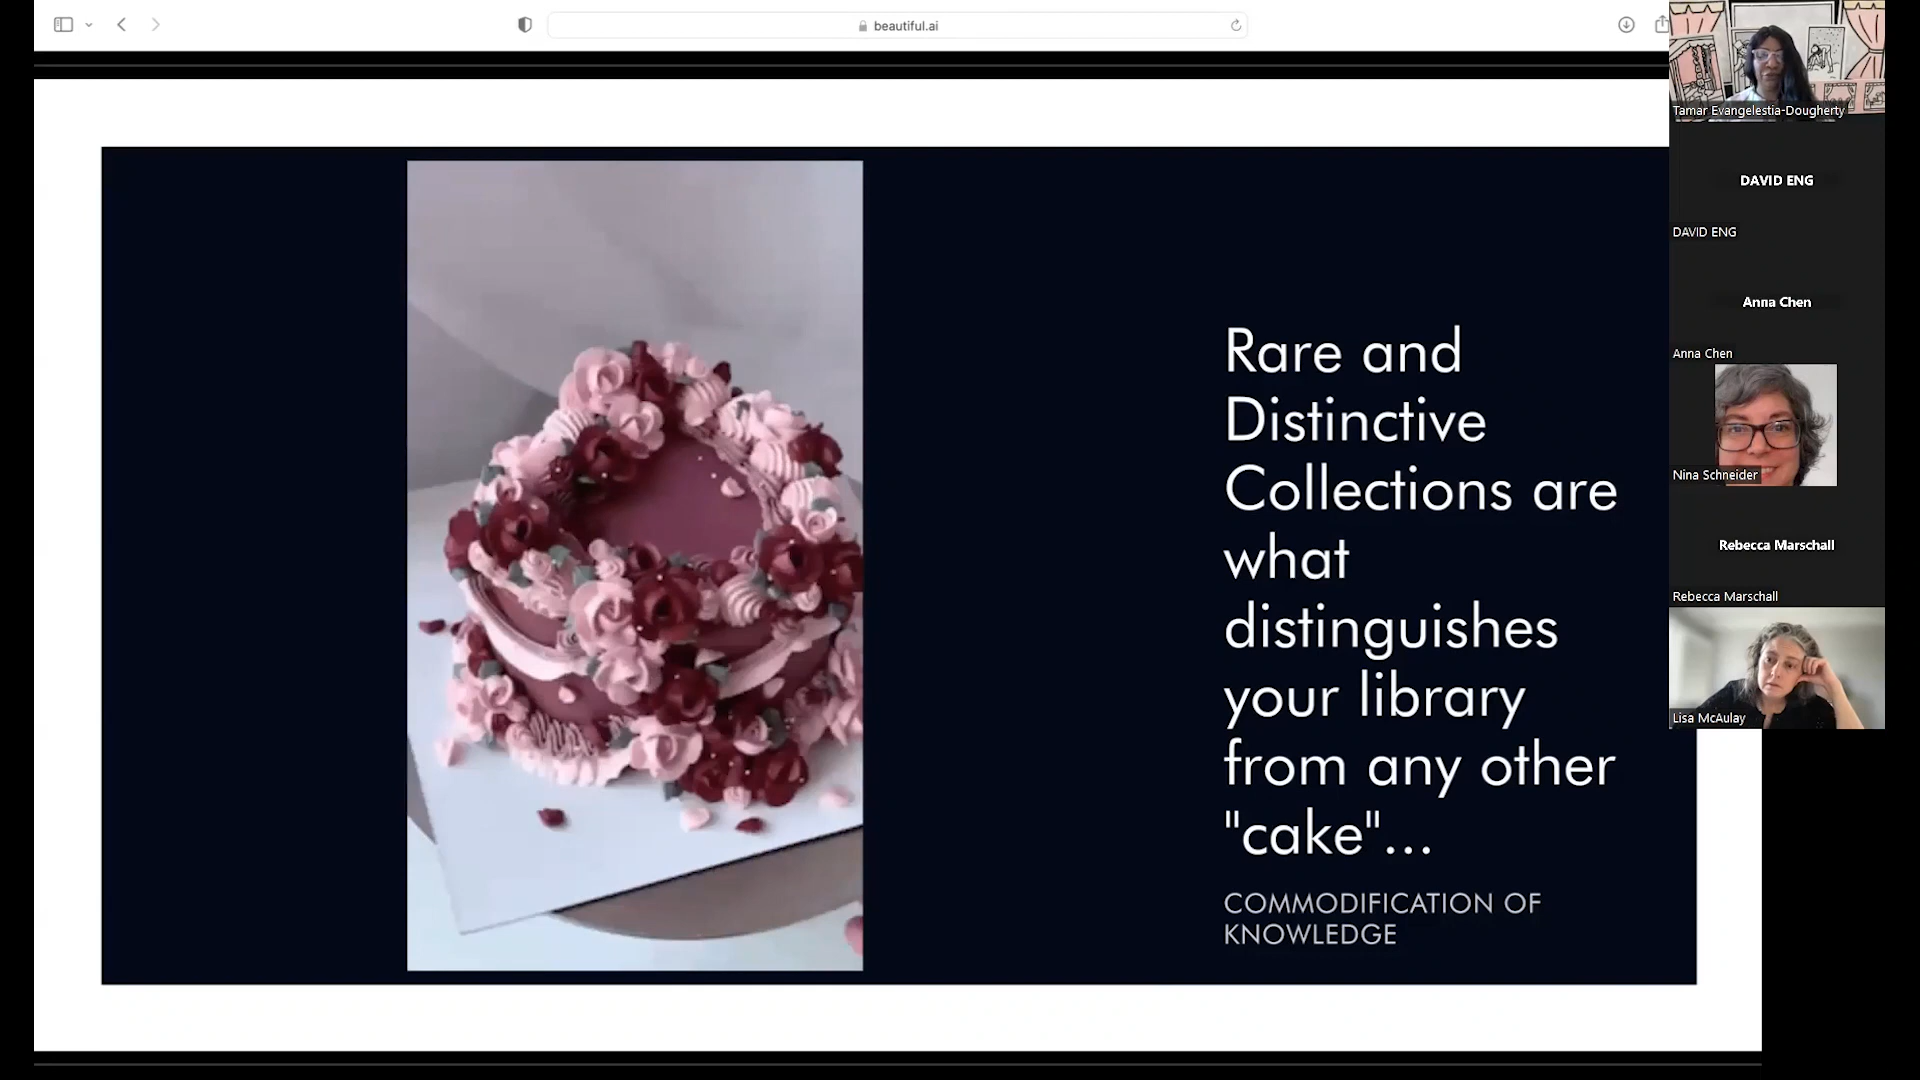 beautiful.ai
Rare and
Distinctive
Collections are
what
distinguishes
your library
from any other
"cake"...
COMMODIFICATION OF
KNOWLEDGE
Tamar Evangelestia-Dougherty
DAVID ENG
DAVID ENG
Anna Chen
Anna Chen
Nina Schneider
Rebecca Marschall
Rebecca Marschall
Lisa McAulay